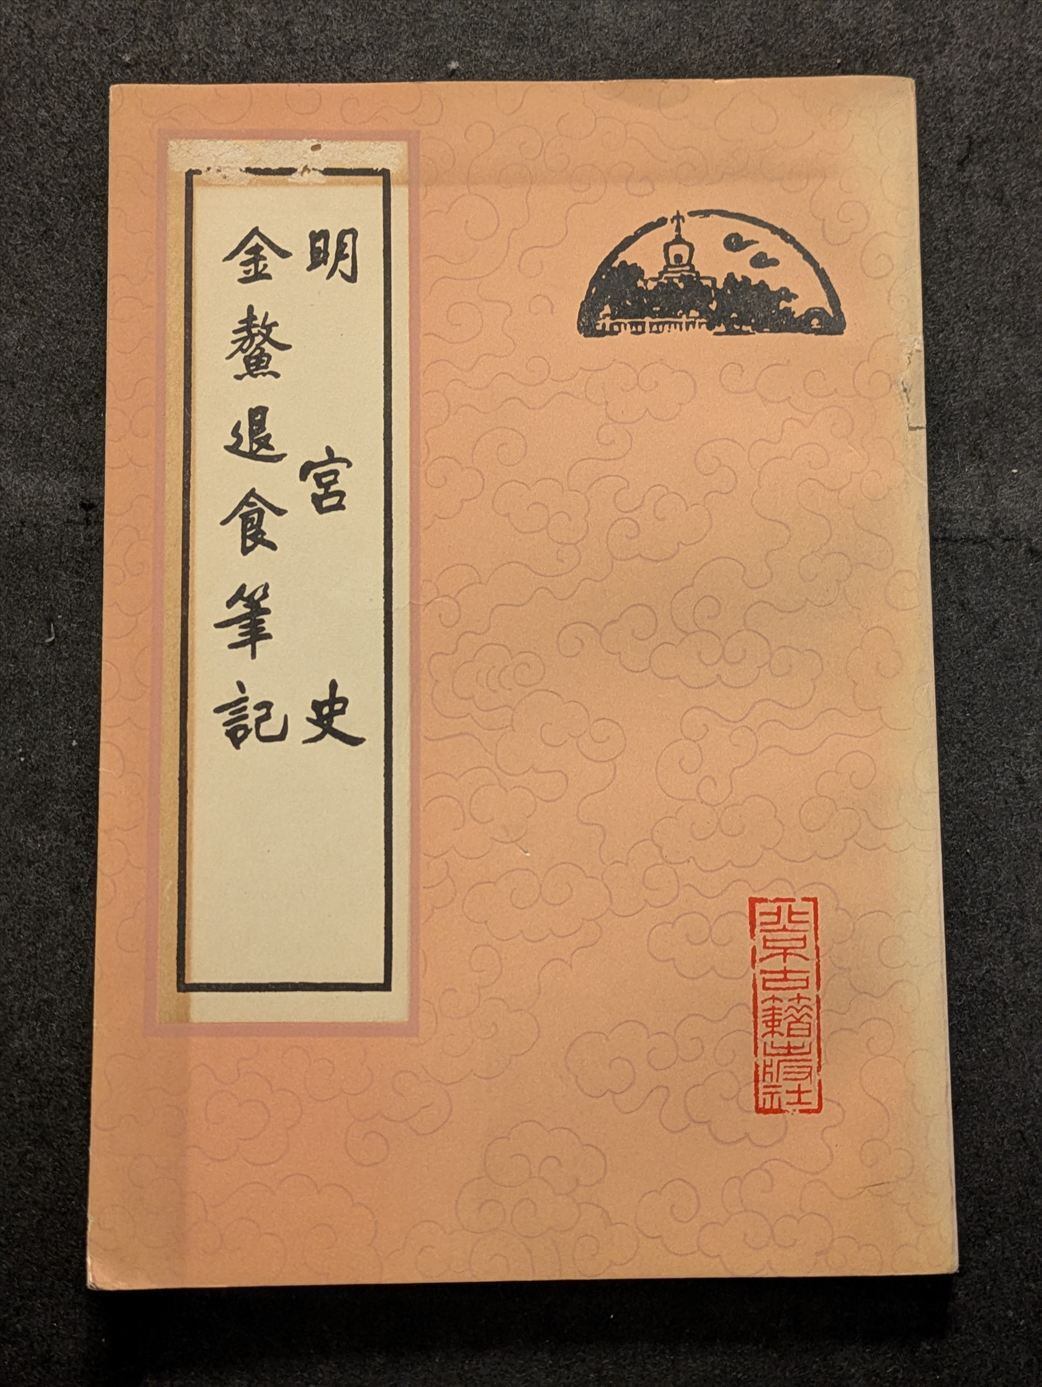 明宮史
金鰲退食筆記
北京古籍出版社